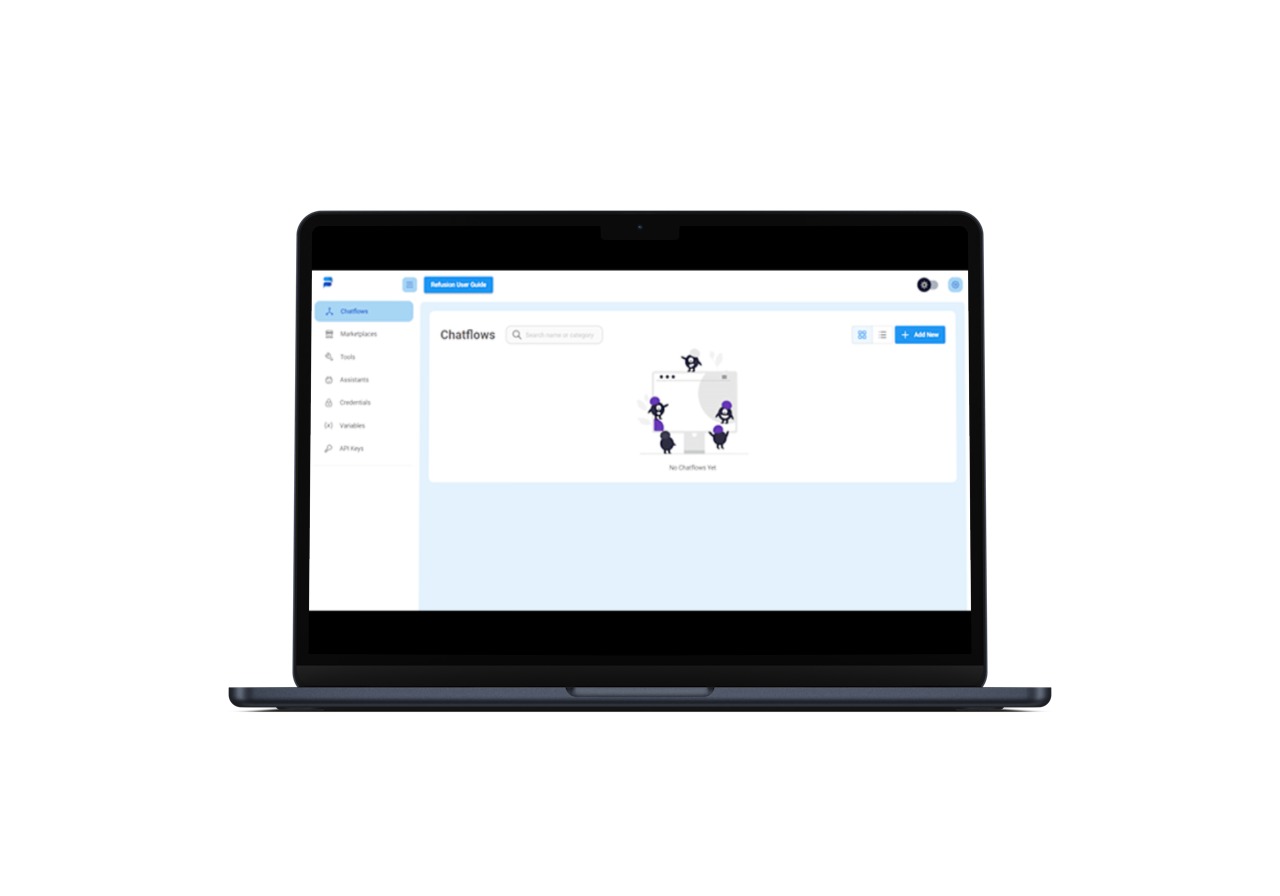 Refusion User Guide
Chatflows
Marketplaces
Tools
Assistants
Credentials
Variables
API Keys
Chatflows
Search name or category
Add New
No Chatflows Yet